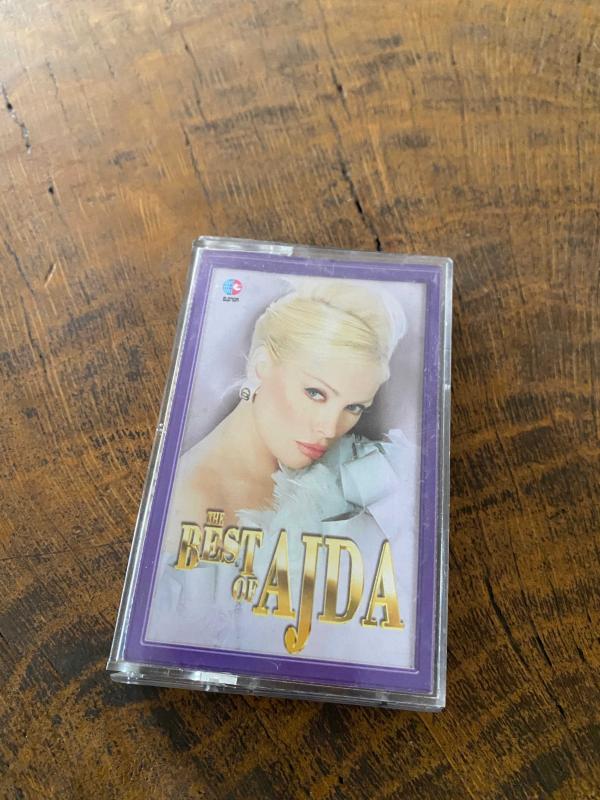 THE
BEST
OF
AJDA